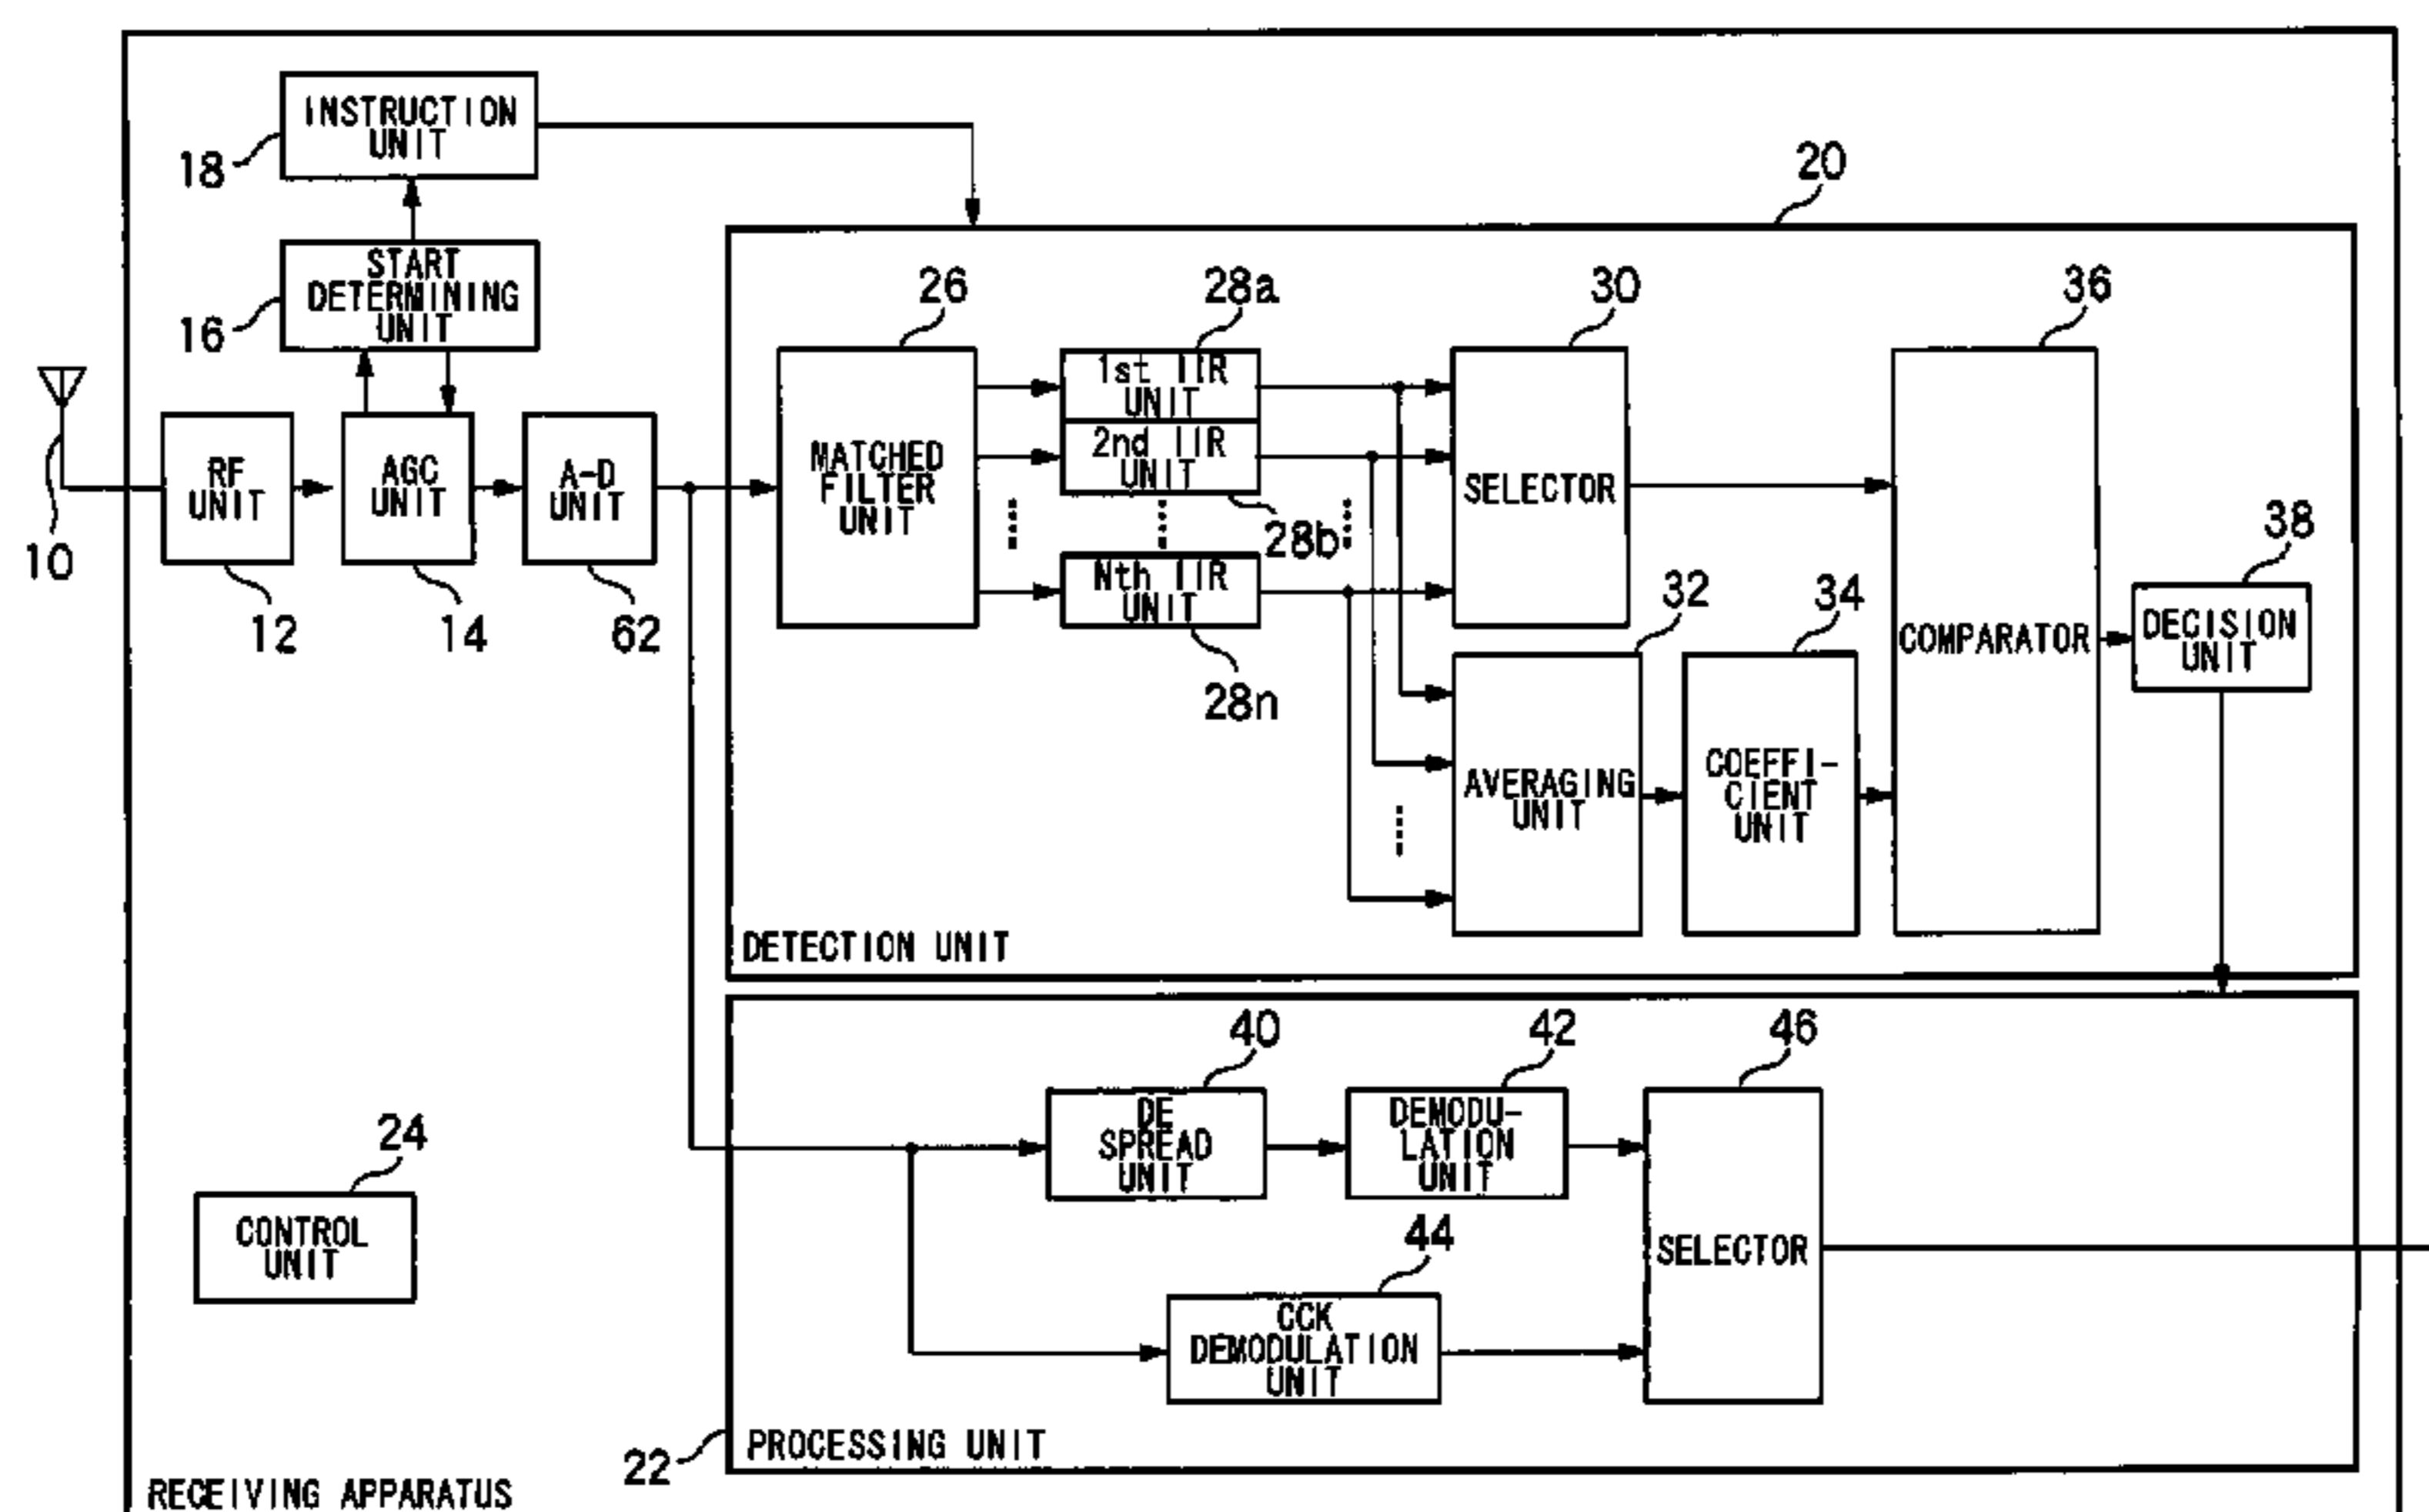 INSTRUCTION
UNIT
18
20
START
DETERMINING
UNIT
16
26
28a
30
36
1st IIR
UNIT
2nd IIR
UNIT
MATCHED
FILTER
UNIT
SELECTOR
RF
UNIT
AGC
UNIT
A-D
UNIT
10
12
14
62
28b
Nth IIR
UNIT
28n
32
34
38
COMPARATOR
DECISION
UNIT
AVERAGING
UNIT
COEFFI-
CIENT
UNIT
DETECTION UNIT
40
42
46
DE
SPREAD
UNIT
DEMODU-
LATION
UNIT
24
CONTROL
UNIT
44
SELECTOR
CCK
DEMODULATION
UNIT
22
PROCESSING UNIT
RECEIVING APPARATUS